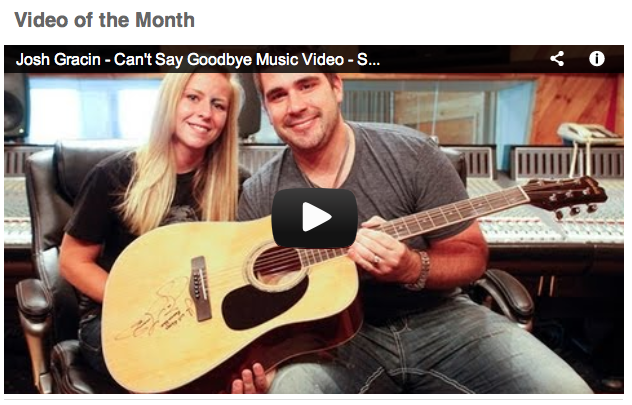 Video of the Month
Josh Gracin - Can't Say Goodbye Music Video - S...